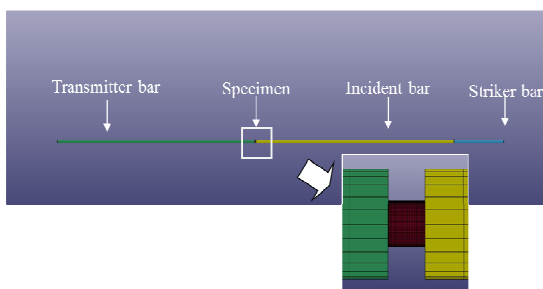 Transmitter bar
Specimen
Incident bar
Striker bar